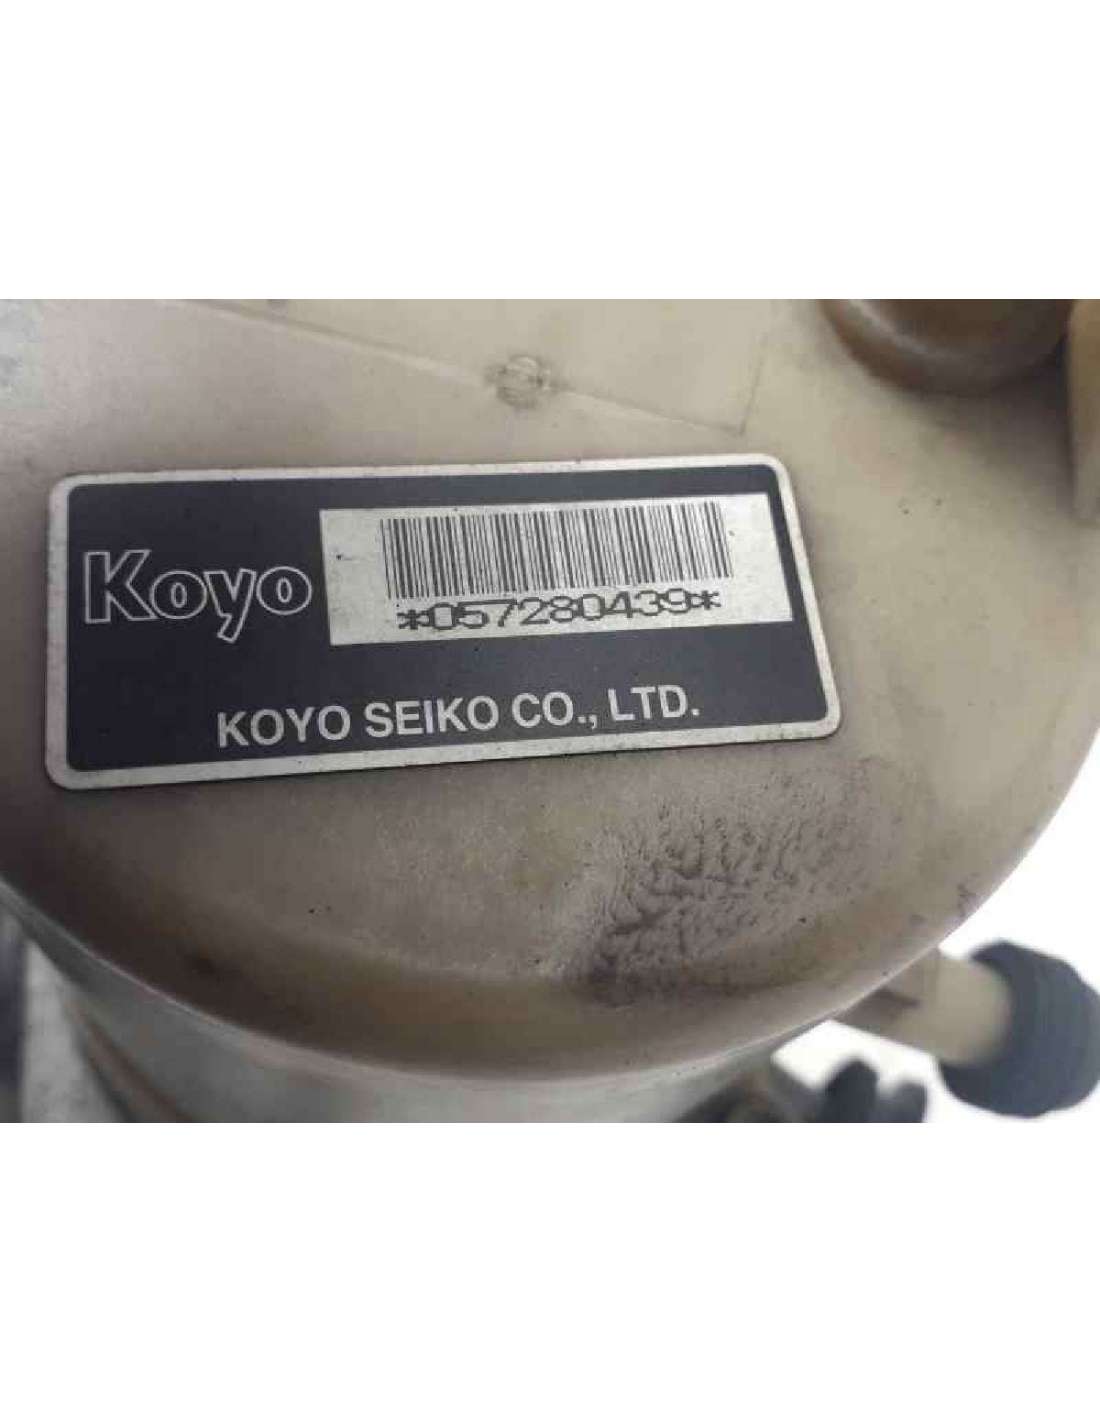 Koyo
*057280439*
KOYO SEIKO CO., LTD.